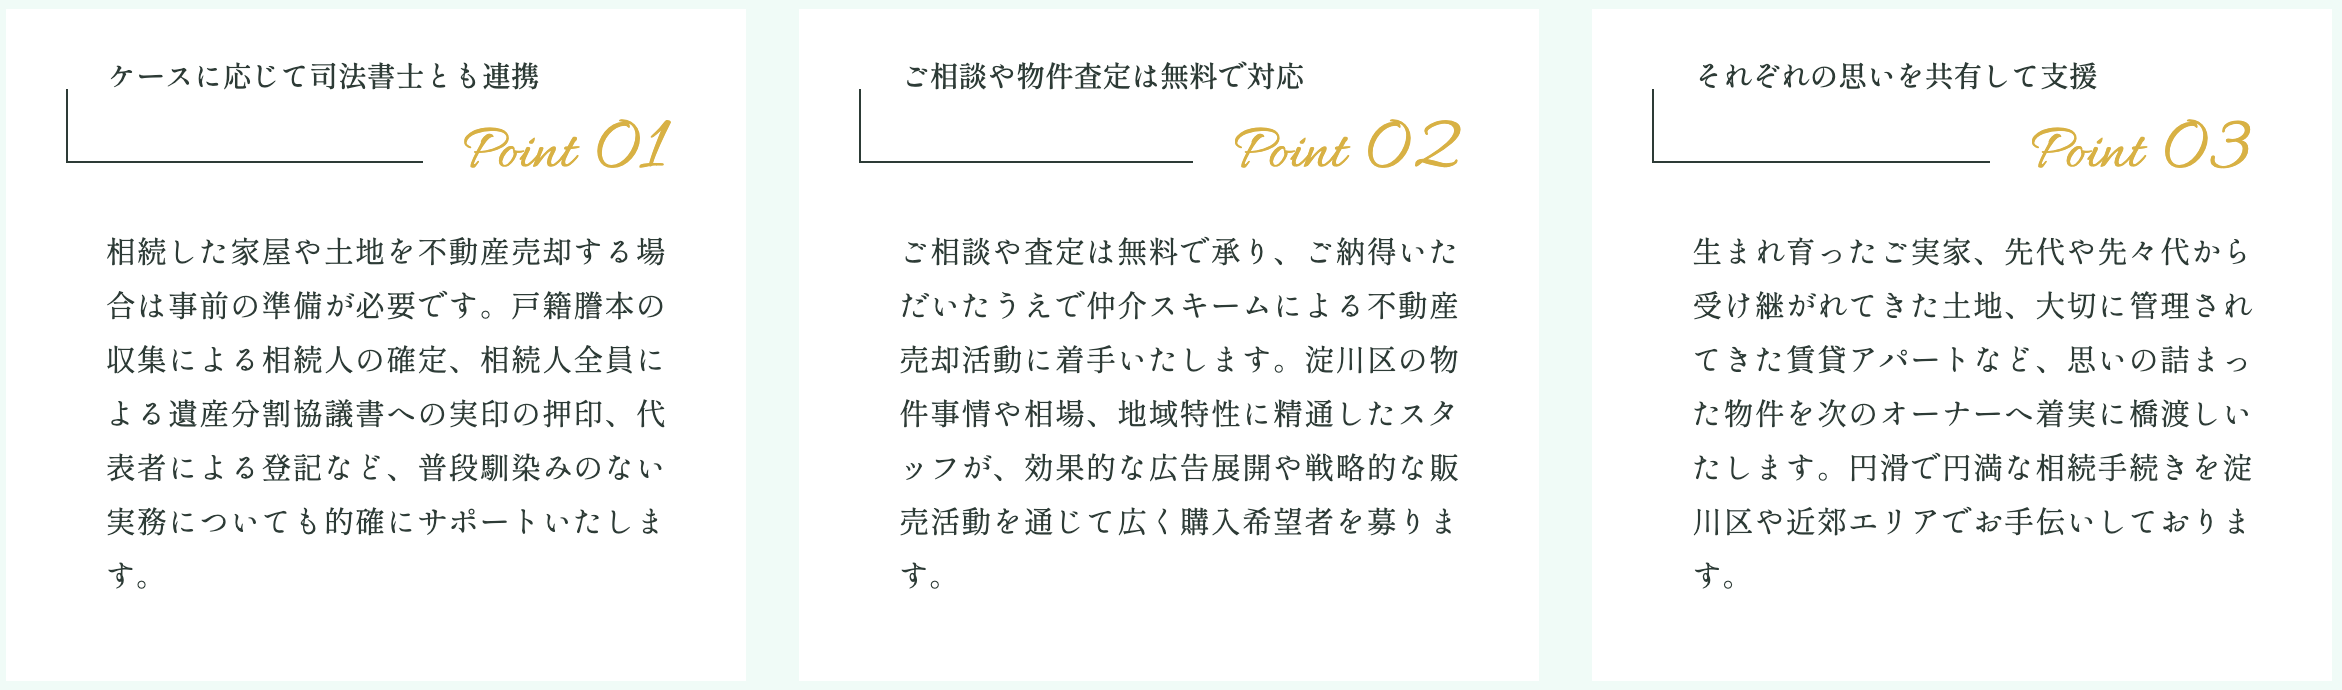 ケースに応じて司法書士とも連携
Point 01
相続した家屋や土地を不動産売却する場
合は事前の準備が必要です。戸籍謄本の
収集による相続人の確定、相続人全員に
よる遺産分割協議書への実印の押印、代
表者による登記など、普段馴染みのない
実務についても的確にサポートいたしま
す。
ご相談や物件査定は無料で対応
Point 02
ご相談や査定は無料で承り、ご納得いた
だいたうえで仲介スキームによる不動産
売却活動に着手いたします。淀川区の物
件事情や相場、地域特性に精通したスタ
ッフが、効果的な広告展開や戦略的な販
売活動を通じて広く購入希望者を募りま
す。
それぞれの思いを共有して支援
Point 03
生まれ育ったご実家、先代や先々代から
受け継がれてきた土地、大切に管理され
てきた賃貸アパートなど、思いの詰まっ
た物件を次のオーナーへ着実に橋渡しい
たします。円滑で円満な相続手続きを淀
川区や近郊エリアでお手伝いしておりま
す。